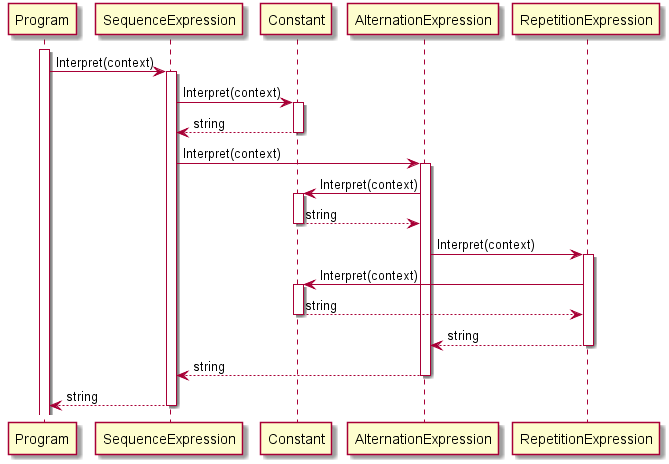 Program SequenceExpression Constant AlternationExpression RepetitionExpression
Interpret(context)
Interpret(context)
string
Interpret(context)
Interpret(context)
string
Interpret(context)
Interpret(context)
string
string
string
string
Program SequenceExpression Constant AlternationExpression RepetitionExpression